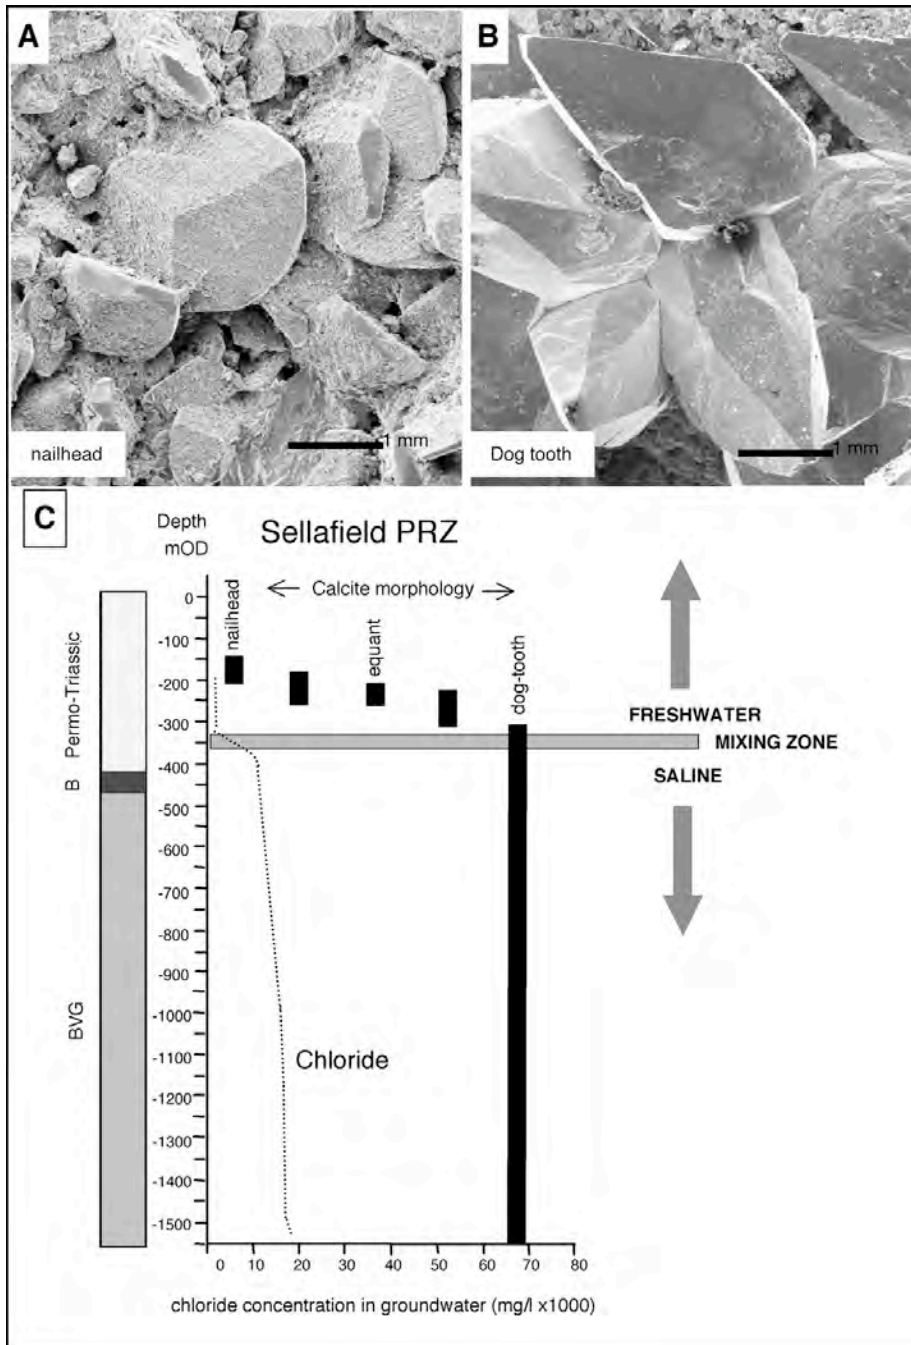 A
B
nailhead
1 mm
Dog tooth
1 mm
C
Depth
mOD
Sellafield PRZ
Calcite morphology
nailhead
equant
dog-tooth
0
-100
-200
-300
-400
-500
-600
-700
-800
-900
-1000
-1100
-1200
-1300
-1400
-1500
Permo-Triassic
B
BVG
FRESHWATER
MIXING ZONE
SALINE
Chloride
0 10 20 30 40 50 60 70 80
chloride concentration in groundwater (mg/l x1000)